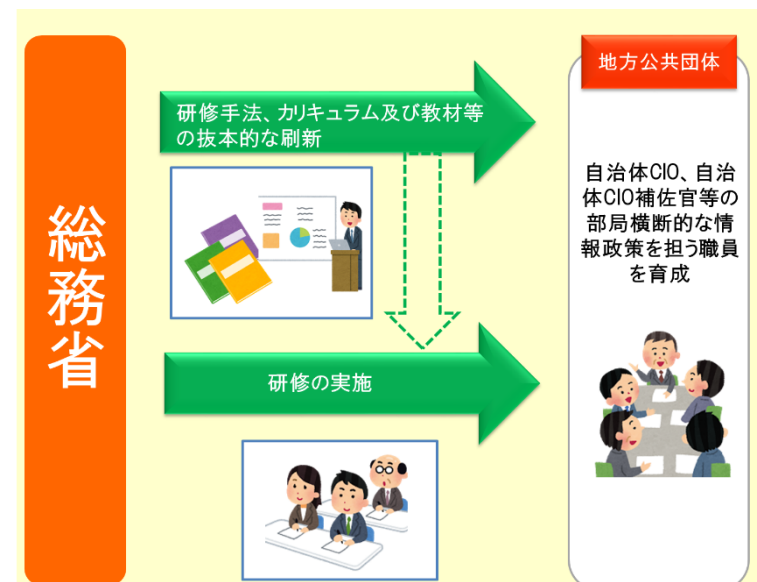 総務省
研修手法、カリキュラム及び教材等
の抜本的な刷新
研修の実施
地方公共団体
自治体CIO、自治
体CIO補佐官等の
部局横断的な情
報政策を担う職員
を育成